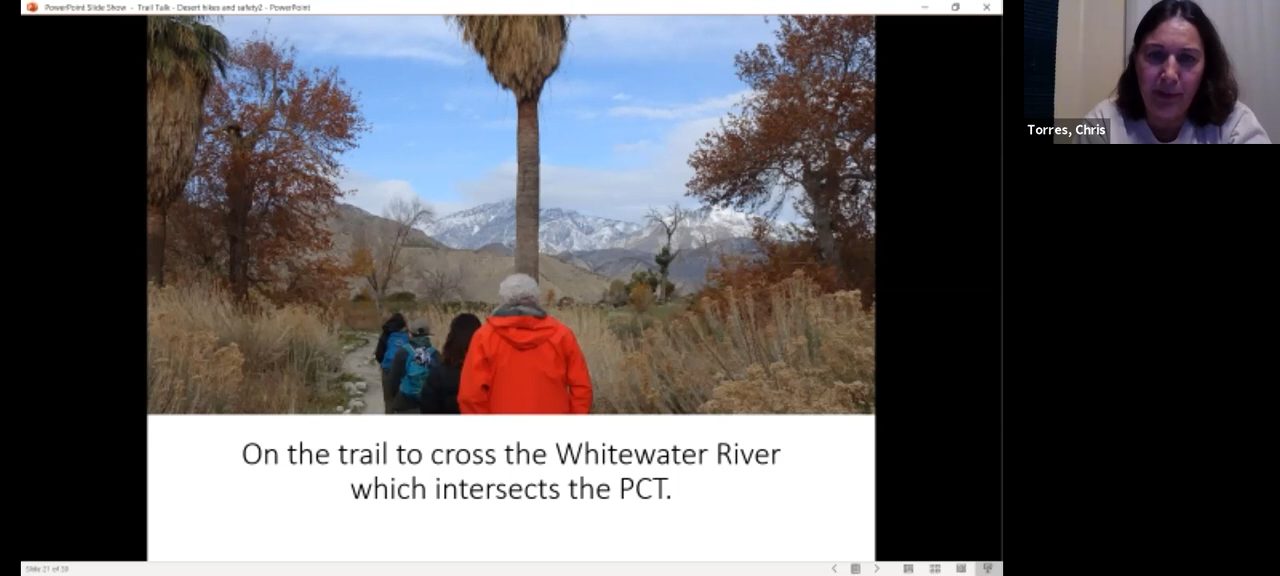 PowerPoint Slide Show - Trail Talk - Desert hikes and safety2 - PowerPoint
Torres, Chris
On the trail to cross the Whitewater River
which intersects the PCT.